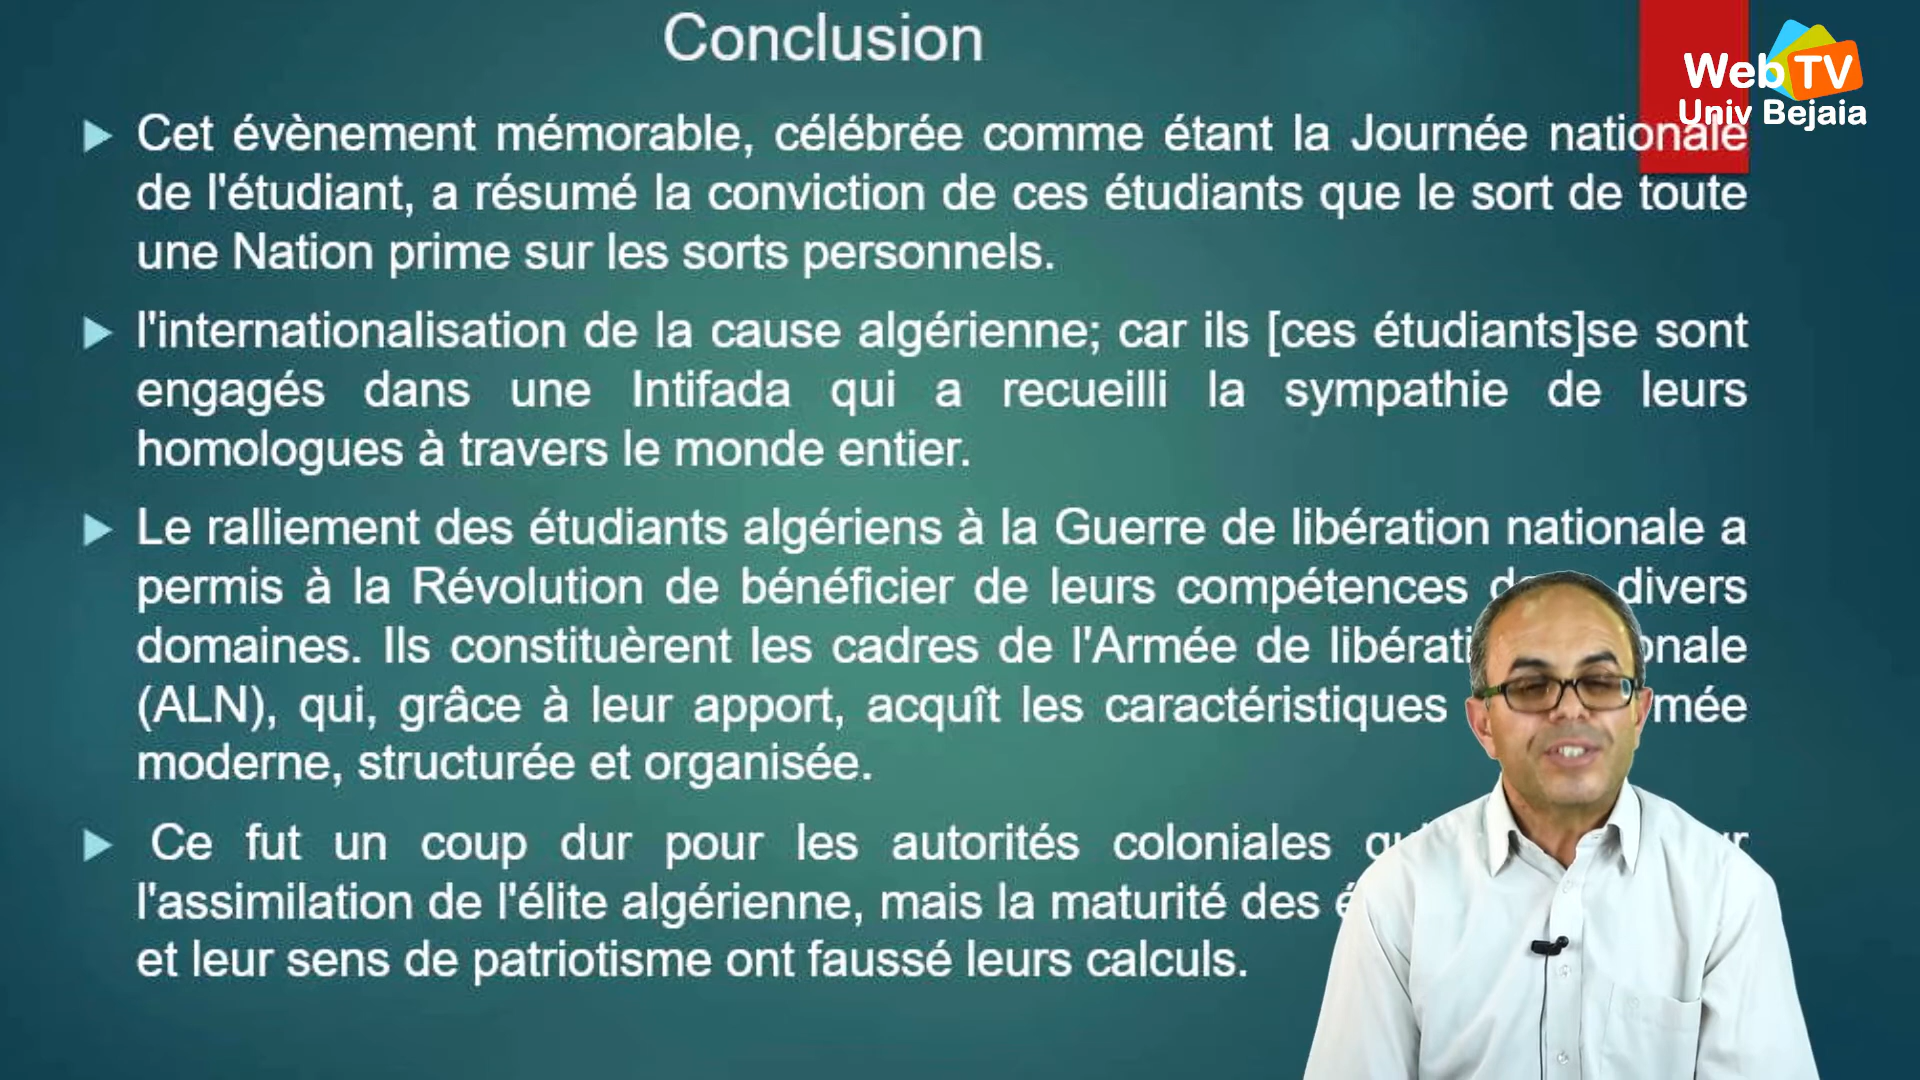 Conclusion
Web TV
Univ Bejaia
Cet évènement mémorable, célébrée comme étant la Journée nationale
de l'étudiant, a résumé la conviction de ces étudiants que le sort de toute
une Nation prime sur les sorts personnels.
l'internationalisation de la cause algérienne; car ils [ces étudiants]se sont
engagés dans une Intifada qui a recueilli la sympathie de leurs
homologues à travers le monde entier.
Le ralliement des étudiants algériens à la Guerre de libération nationale a
permis à la Révolution de bénéficier de leurs compétences divers
domaines. Ils constituèrent les cadres de l'Armée de
(ALN), qui, grâce à leur apport, acquît les caractéristiques
moderne, structurée et organisée.
Ce fut un coup dur pour les autorités coloniales
l'assimilation de l'élite algérienne, mais la maturité des
et leur sens de patriotisme ont faussé leurs calculs.